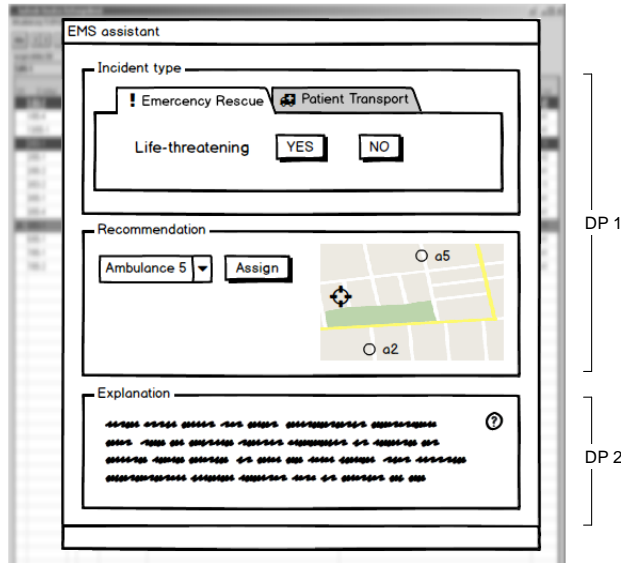 EMS assistant
Incident type
! Emercency Rescue
Patient Transport
Life-threatening YES NO
DP 1
Recommendation
Ambulance 5 Assign
a5
a2
Explanation
?
DP 2